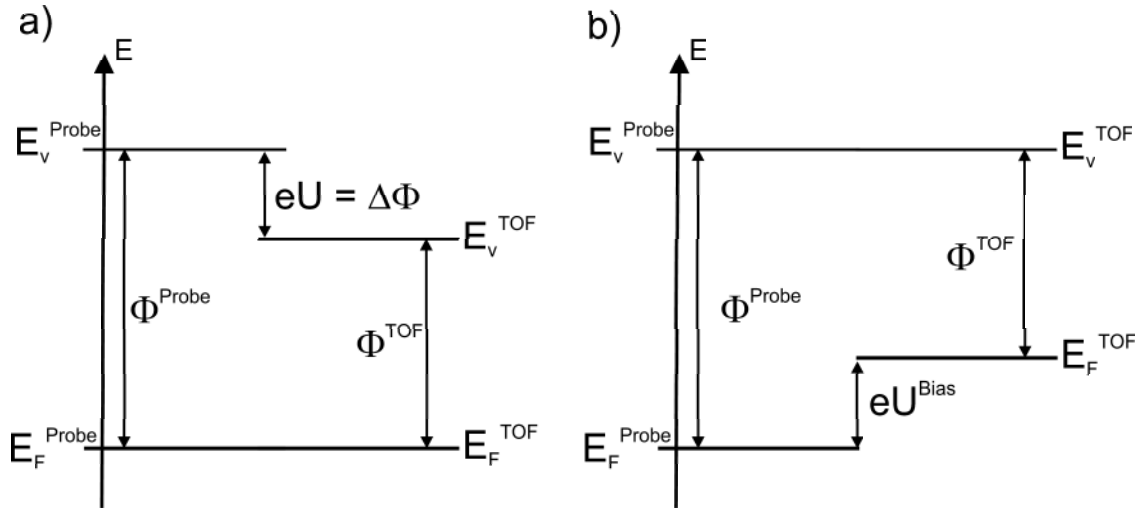 a)
E
E_v^Probe
eU = ΔΦ
E_v^TOF
Φ^Probe
Φ^TOF
E_F^Probe
E_F^TOF
b)
E
E_v^Probe
E_v^TOF
Φ^TOF
Φ^Probe
E_F^TOF
eU^Bias
E_F^Probe